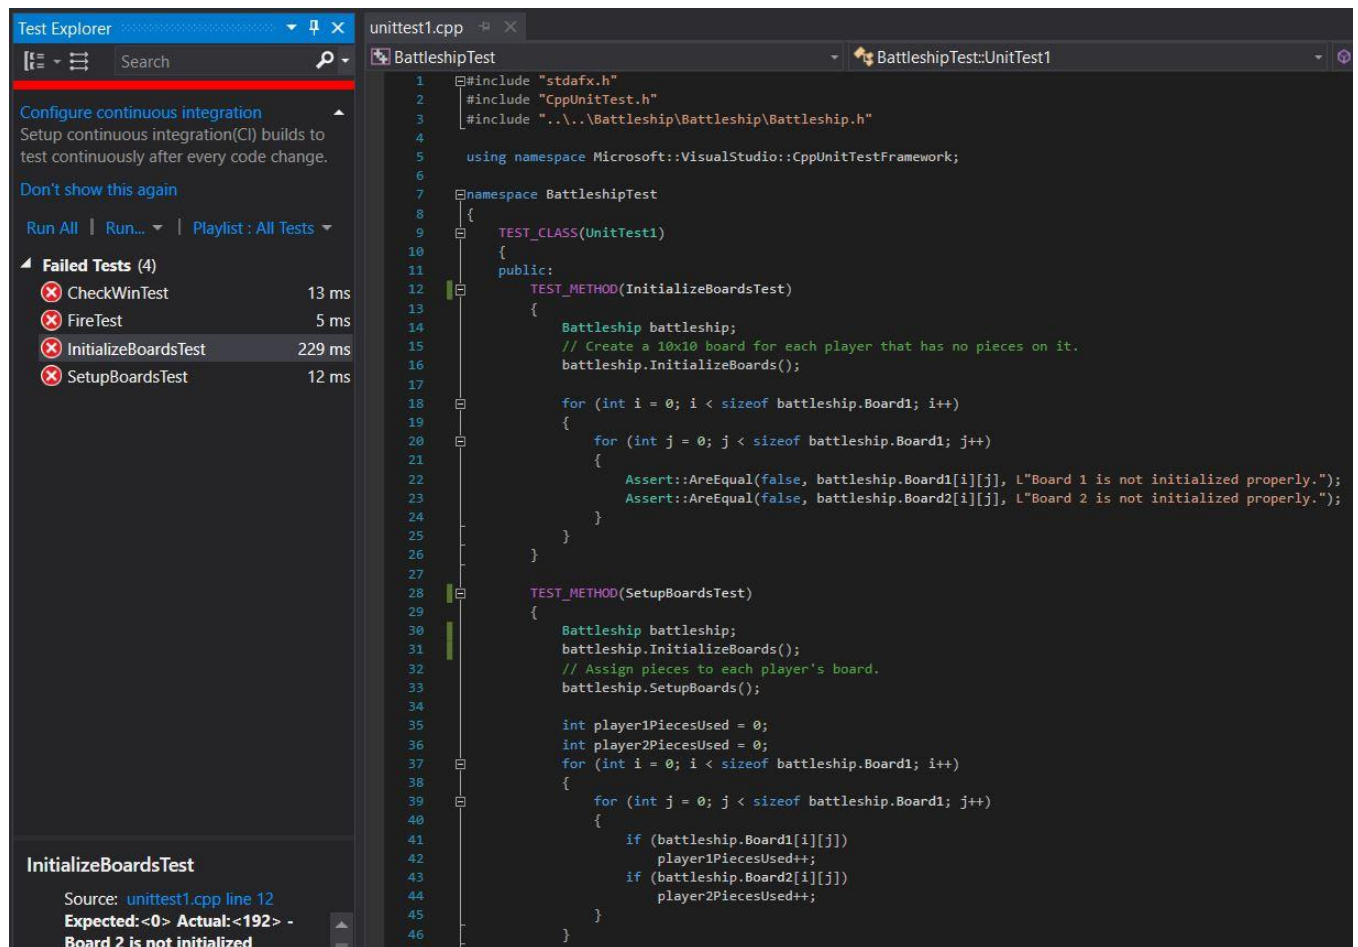 Test Explorer
Search
Configure continuous integration
Setup continuous integration(CI) builds to
test continuously after every code change.
Don't show this again
Run All | Run... | Playlist : All Tests
Failed Tests (4)
CheckWinTest 13 ms
FireTest 5 ms
InitializeBoardsTest 229 ms
SetupBoardsTest 12 ms
InitializeBoardsTest
Source: unittest1.cpp line 12
Expected:<0> Actual:<192> -
Board 2 is not initialized
unittest1.cpp
BattleshipTest BattleshipTest::UnitTest1
1 #include "stdafx.h"
2 #include "CppUnitTest.h"
3 #include "..\..\Battleship\Battleship\Battleship.h"
4
5 using namespace Microsoft::VisualStudio::CppUnitTestFramework;
6
7 namespace BattleshipTest
8 {
9 TEST_CLASS(UnitTest1)
10 {
11 public:
12 TEST_METHOD(InitializeBoardsTest)
13 {
14 Battleship battleship;
15 // Create a 10x10 board for each player that has no pieces on it.
16 battleship.InitializeBoards();
17
18 for (int i = 0; i < sizeof battleship.Board1; i++)
19 {
20 for (int j = 0; j < sizeof battleship.Board1; j++)
21 {
22 Assert::AreEqual(false, battleship.Board1[i][j], L"Board 1 is not initialized properly.");
23 Assert::AreEqual(false, battleship.Board2[i][j], L"Board 2 is not initialized properly.");
24 }
25 }
26 }
27
28 TEST_METHOD(SetupBoardsTest)
29 {
30 Battleship battleship;
31 battleship.InitializeBoards();
32 // Assign pieces to each player's board.
33 battleship.SetupBoards();
34
35 int player1PiecesUsed = 0;
36 int player2PiecesUsed = 0;
37 for (int i = 0; i < sizeof battleship.Board1; i++)
38 {
39 for (int j = 0; j < sizeof battleship.Board1; j++)
40 {
41 if (battleship.Board1[i][j])
42 player1PiecesUsed++;
43 if (battleship.Board2[i][j])
44 player2PiecesUsed++;
45 }
46 }